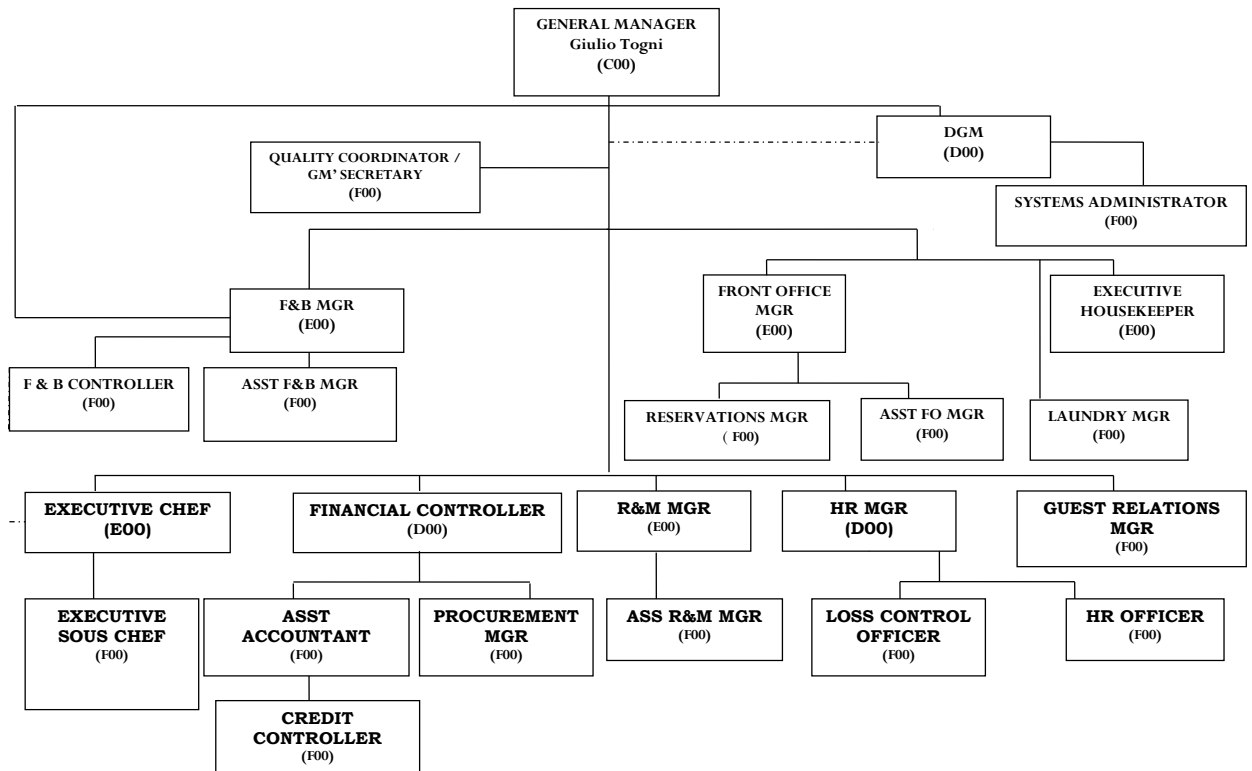 GENERAL MANAGER
Giulio Togni
(C00)
DGM
(D00)
QUALITY COORDINATOR /
GM' SECRETARY
(F00)
SYSTEMS ADMINISTRATOR
(F00)
F&B MGR
(E00)
FRONT OFFICE
MGR
(E00)
EXECUTIVE
HOUSEKEEPER
(E00)
F & B CONTROLLER
(F00)
ASST F&B MGR
(F00)
RESERVATIONS MGR
( F00)
ASST FO MGR
(F00)
LAUNDRY MGR
(F00)
EXECUTIVE CHEF
(E00)
FINANCIAL CONTROLLER
(D00)
R&M MGR
(E00)
HR MGR
(D00)
GUEST RELATIONS
MGR
(F00)
EXECUTIVE
SOUS CHEF
(F00)
ASST
ACCOUNTANT
(F00)
PROCUREMENT
MGR
(F00)
ASS R&M MGR
(F00)
LOSS CONTROL
OFFICER
(F00)
HR OFFICER
(F00)
CREDIT
CONTROLLER
(F00)